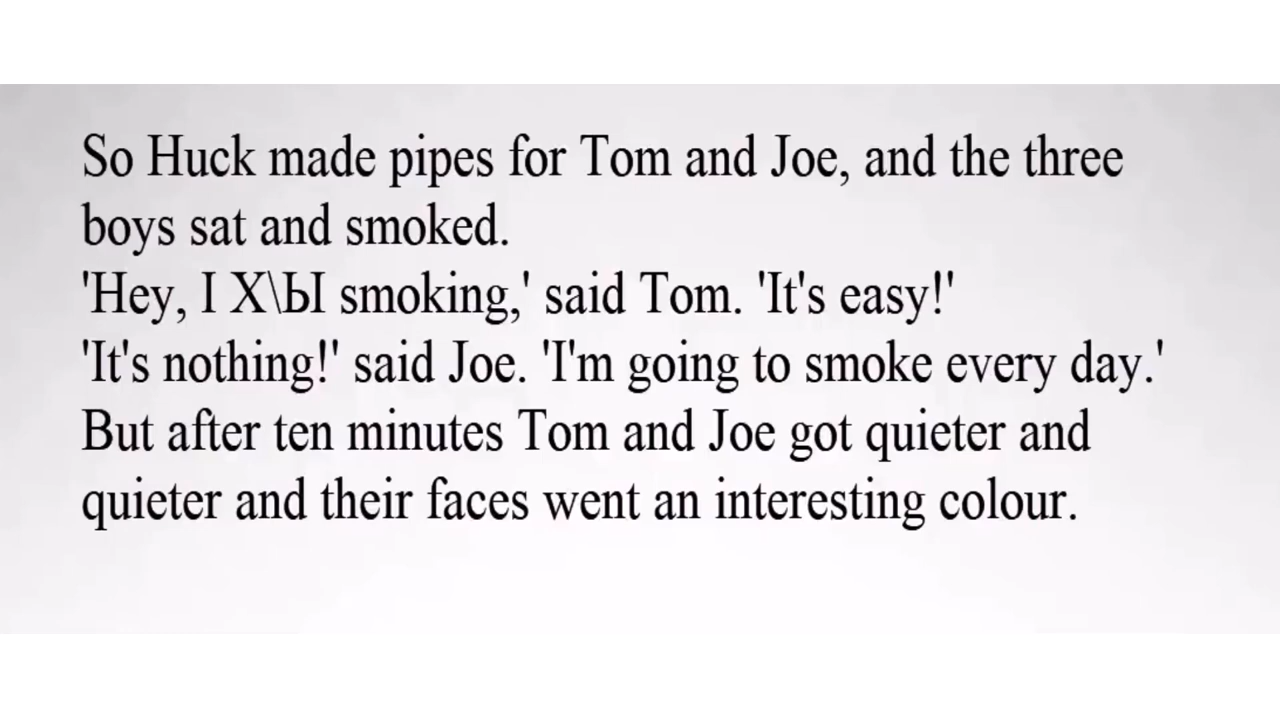 So Huck made pipes for Tom and Joe, and the three
boys sat and smoked.
'Hey, I Х\Ы smoking,' said Tom. 'It's easy!'
'It's nothing!' said Joe. 'I'm going to smoke every day.'
But after ten minutes Tom and Joe got quieter and
quieter and their faces went an interesting colour.